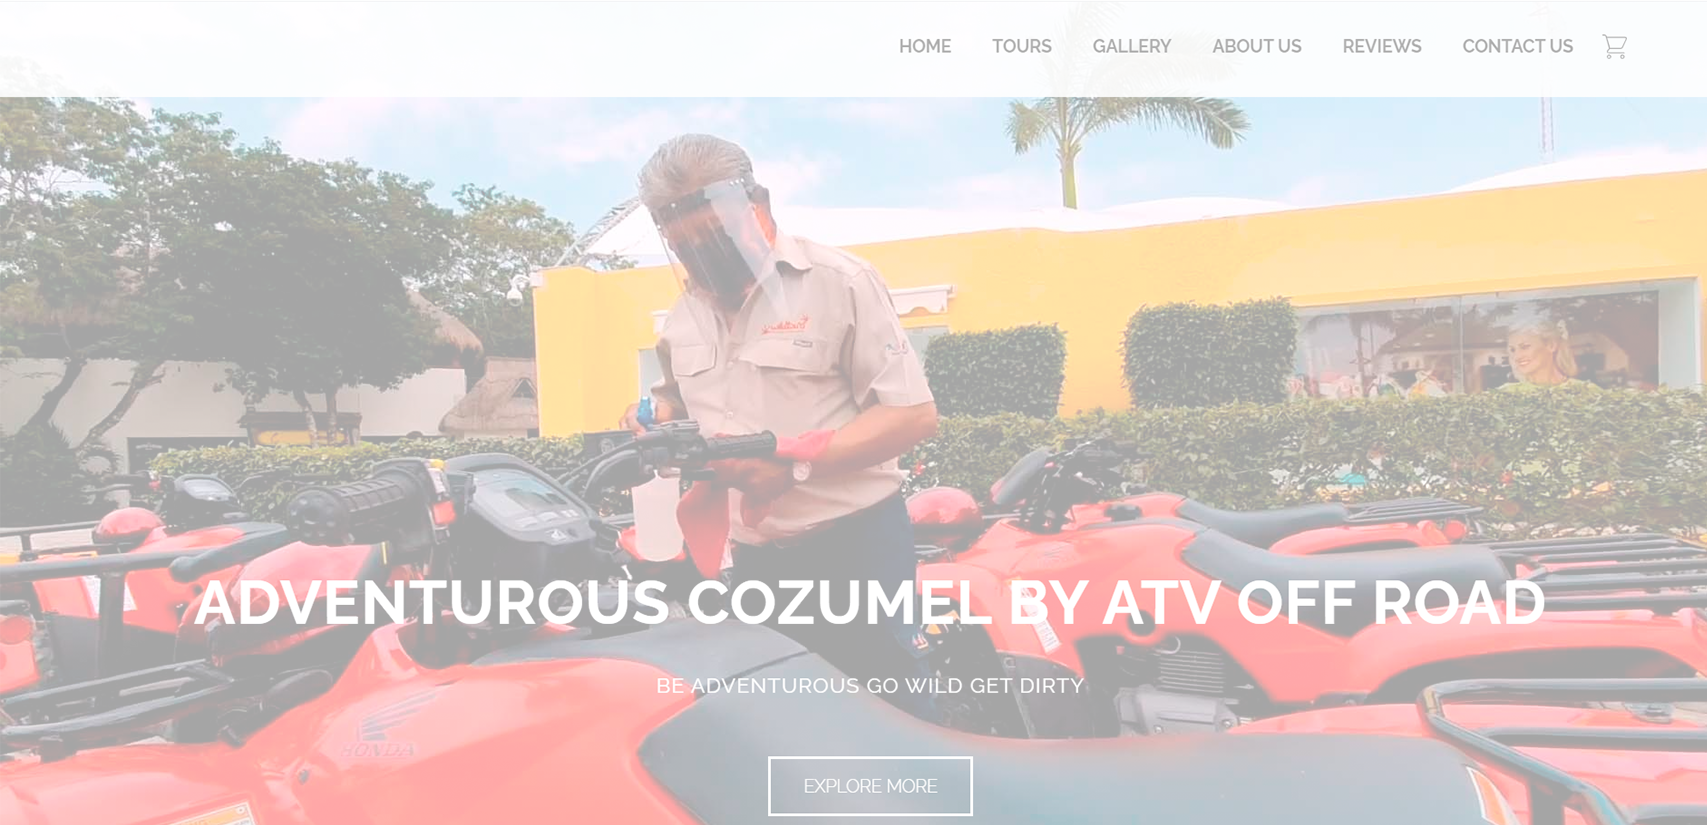 HOME TOURS GALLERY ABOUT US REVIEWS CONTACT US
ADVENTUROUS COZUMEL BY ATV OFF ROAD
BE ADVENTUROUS GO WILD GET DIRTY
HONDA
EXPLORE MORE